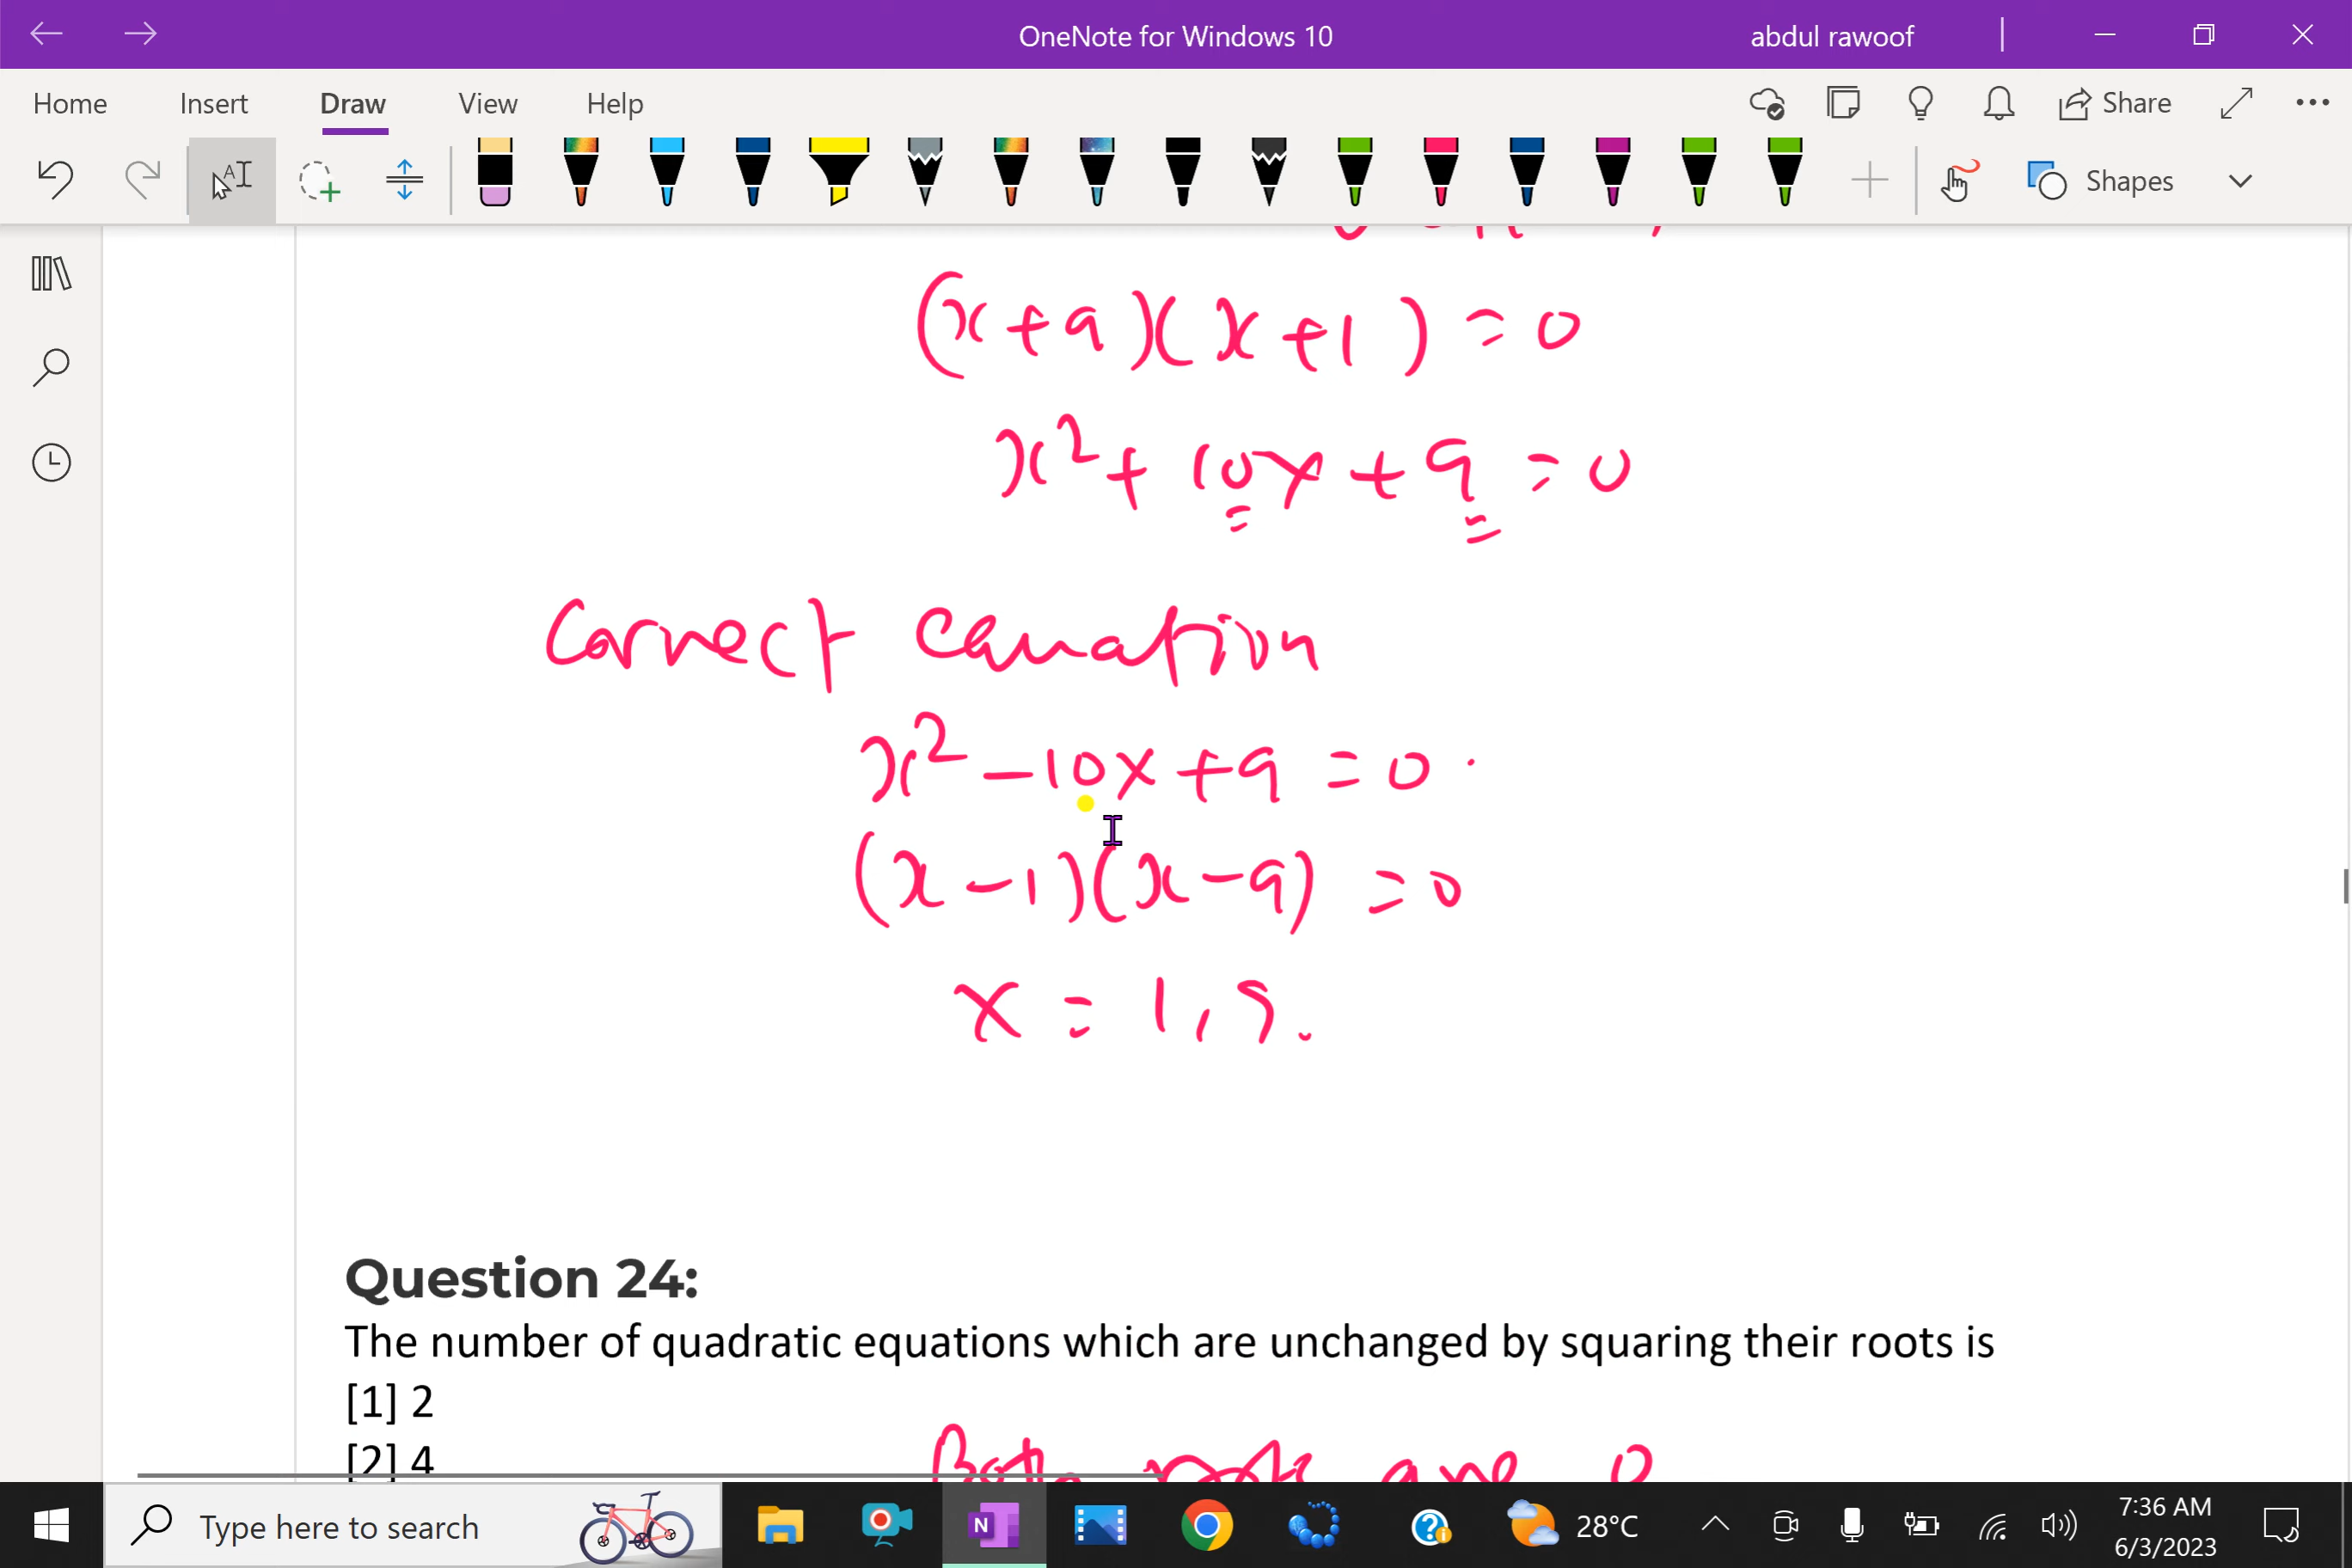 OneNote for Windows 10
abdul rawoof
Home Insert Draw View Help
Share
Shapes
(x+9)(x+1)=0
x²+10x+9=0
Correct equation
x²-10x+9=0.
(x-1)(x-9)=0
x=1,9.
Question 24:
The number of quadratic equations which are unchanged by squaring their roots is
[1] 2
[2] 4
Type here to search
28°C
7:36 AM
6/3/2023